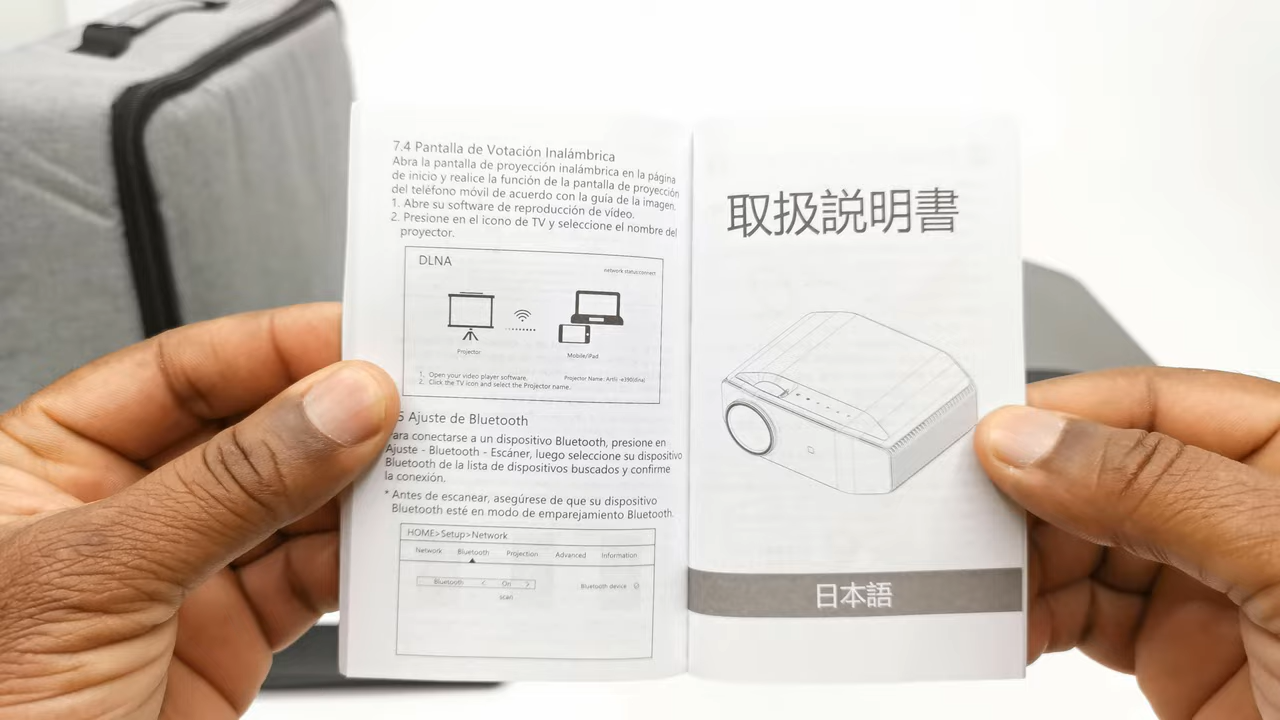 7.4 Pantalla de Votación Inalámbrica
Abra la pantalla de proyección inalámbrica en la página
de inicio y realice la función de la pantalla de proyección
del teléfono móvil de acuerdo con la guía de la imagen.
1. Abre su software de reproducción de vídeo.
2. Presione en el icono de TV y seleccione el nombre del
proyector.
DLNA
network status:connect
Projector
Mobile/iPad
1. Open your video player software.
2. Click the TV icon and select the Projector name.
Projector Name: Artli
5 Ajuste de Bluetooth
ara conectarse a un dispositivo Bluetooth, presione en
Ajuste - Bluetooth - Escáner, luego seleccione su dispositivo
Bluetooth de la lista de dispositivos buscados y confirme
la conexión.
* Antes de escanear, asegúrese de que su dispositivo
Bluetooth esté en modo de emparejamiento Bluetooth.
HOME>Setup>Network
Network Bluetooth Projection Advanced Information
Bluetooth < On >
Bluetooth device
scan
取扱説明書
日本語